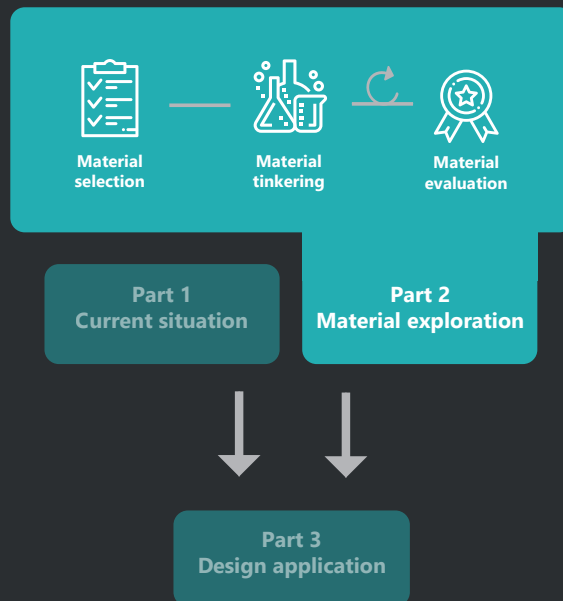 Material
selection
Material
tinkering
Material
evaluation
Part 1
Current situation
Part 2
Material exploration
Part 3
Design application